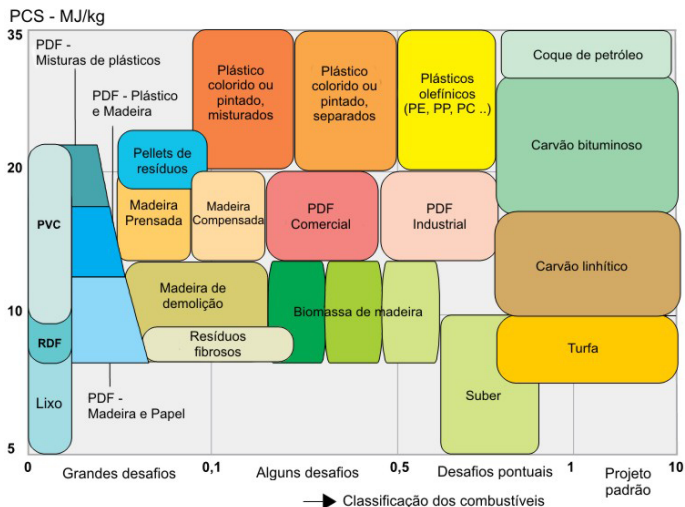 PCS - MJ/kg
35
PDF -
Misturas de plásticos
PDF - Plástico
e Madeira
Plástico
colorido ou
pintado,
misturados
Plástico
colorido ou
pintado,
separados
Plásticos
olefínicos
(PE, PP, PC ..)
Coque de petróleo
Carvão bituminoso
Pellets de
resíduos
20
PVC
Madeira
Prensada
Madeira
Compensada
PDF
Comercial
PDF
Industrial
Carvão linhítico
Madeira de
demolição
Biomassa de madeira
10
RDF
Resíduos
fibrosos
Turfa
Lixo
PDF -
Madeira e Papel
Suber
5
0
0,1
0,5
1
10
Grandes desafios
Alguns desafios
Desafios pontuais
Projeto
padrão
Classificação dos combustíveis